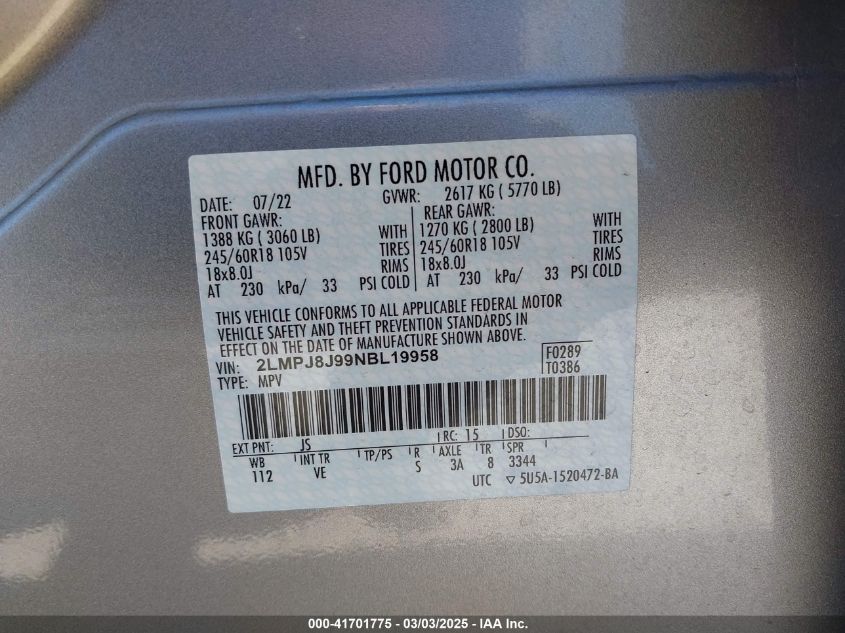 MFD. BY FORD MOTOR CO.
DATE: 07/22 GVWR: 2617 KG ( 5770 LB)
FRONT GAWR: REAR GAWR:
1388 KG ( 3060 LB) WITH 1270 KG ( 2800 LB) WITH
245/60R18 105V TIRES 245/60R18 105V TIRES
18x8.0J RIMS 18x8.0J RIMS
AT 230 kPa/ 33 PSI COLD AT 230 kPa/ 33 PSI COLD
THIS VEHICLE CONFORMS TO ALL APPLICABLE FEDERAL MOTOR
VEHICLE SAFETY AND THEFT PREVENTION STANDARDS IN
EFFECT ON THE DATE OF MANUFACTURE SHOWN ABOVE.
VIN: 2LMPJ8J99NBL19958 F0289
TYPE: MPV T0386
EXT PNT: JS RC: 15 DSO:
WB INT TR TP/PS R AXLE TR SPR
112 VE S 3A 8 3344
UTC ▽ 5U5A-1520472-BA
000-41701775 - 03/03/2025 - IAA Inc.